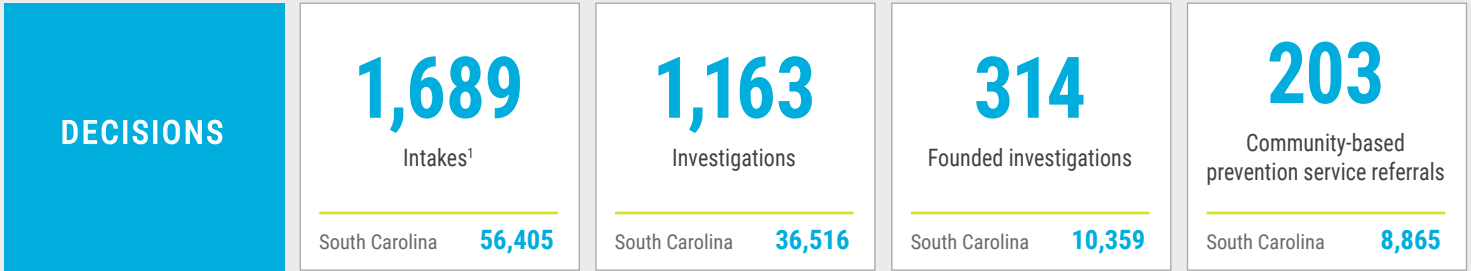 DECISIONS
1,689
Intakes¹
South Carolina 56,405
1,163
Investigations
South Carolina 36,516
314
Founded investigations
South Carolina 10,359
203
Community-based
prevention service referrals
South Carolina 8,865